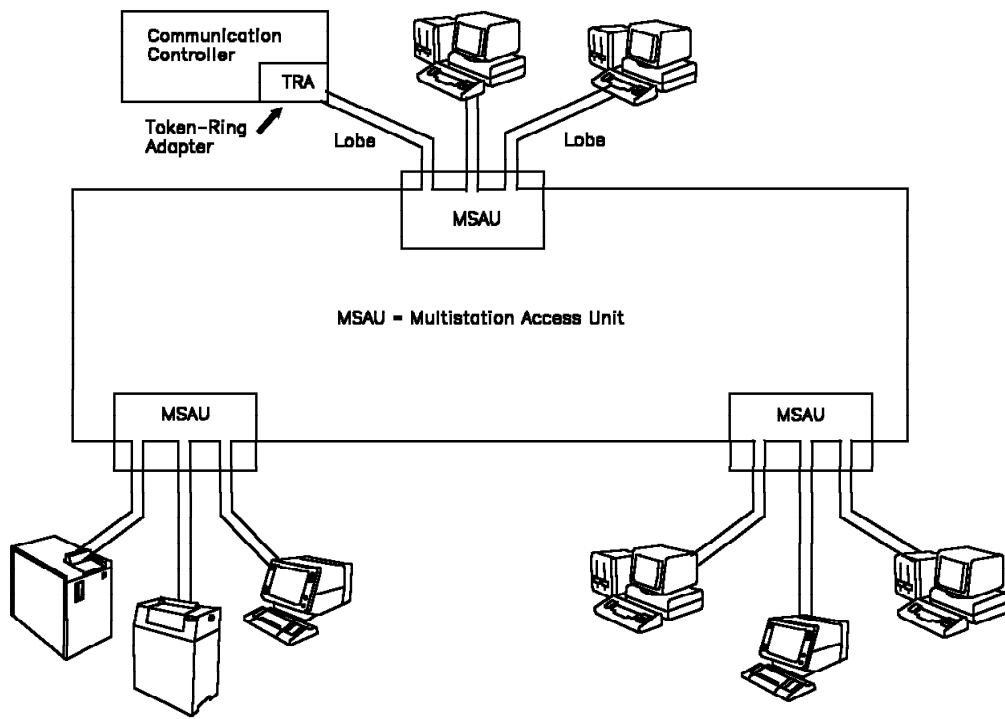 Communication
Controller
TRA
Token-Ring
Adapter
Lobe
Lobe
MSAU
MSAU = Multistation Access Unit
MSAU
MSAU